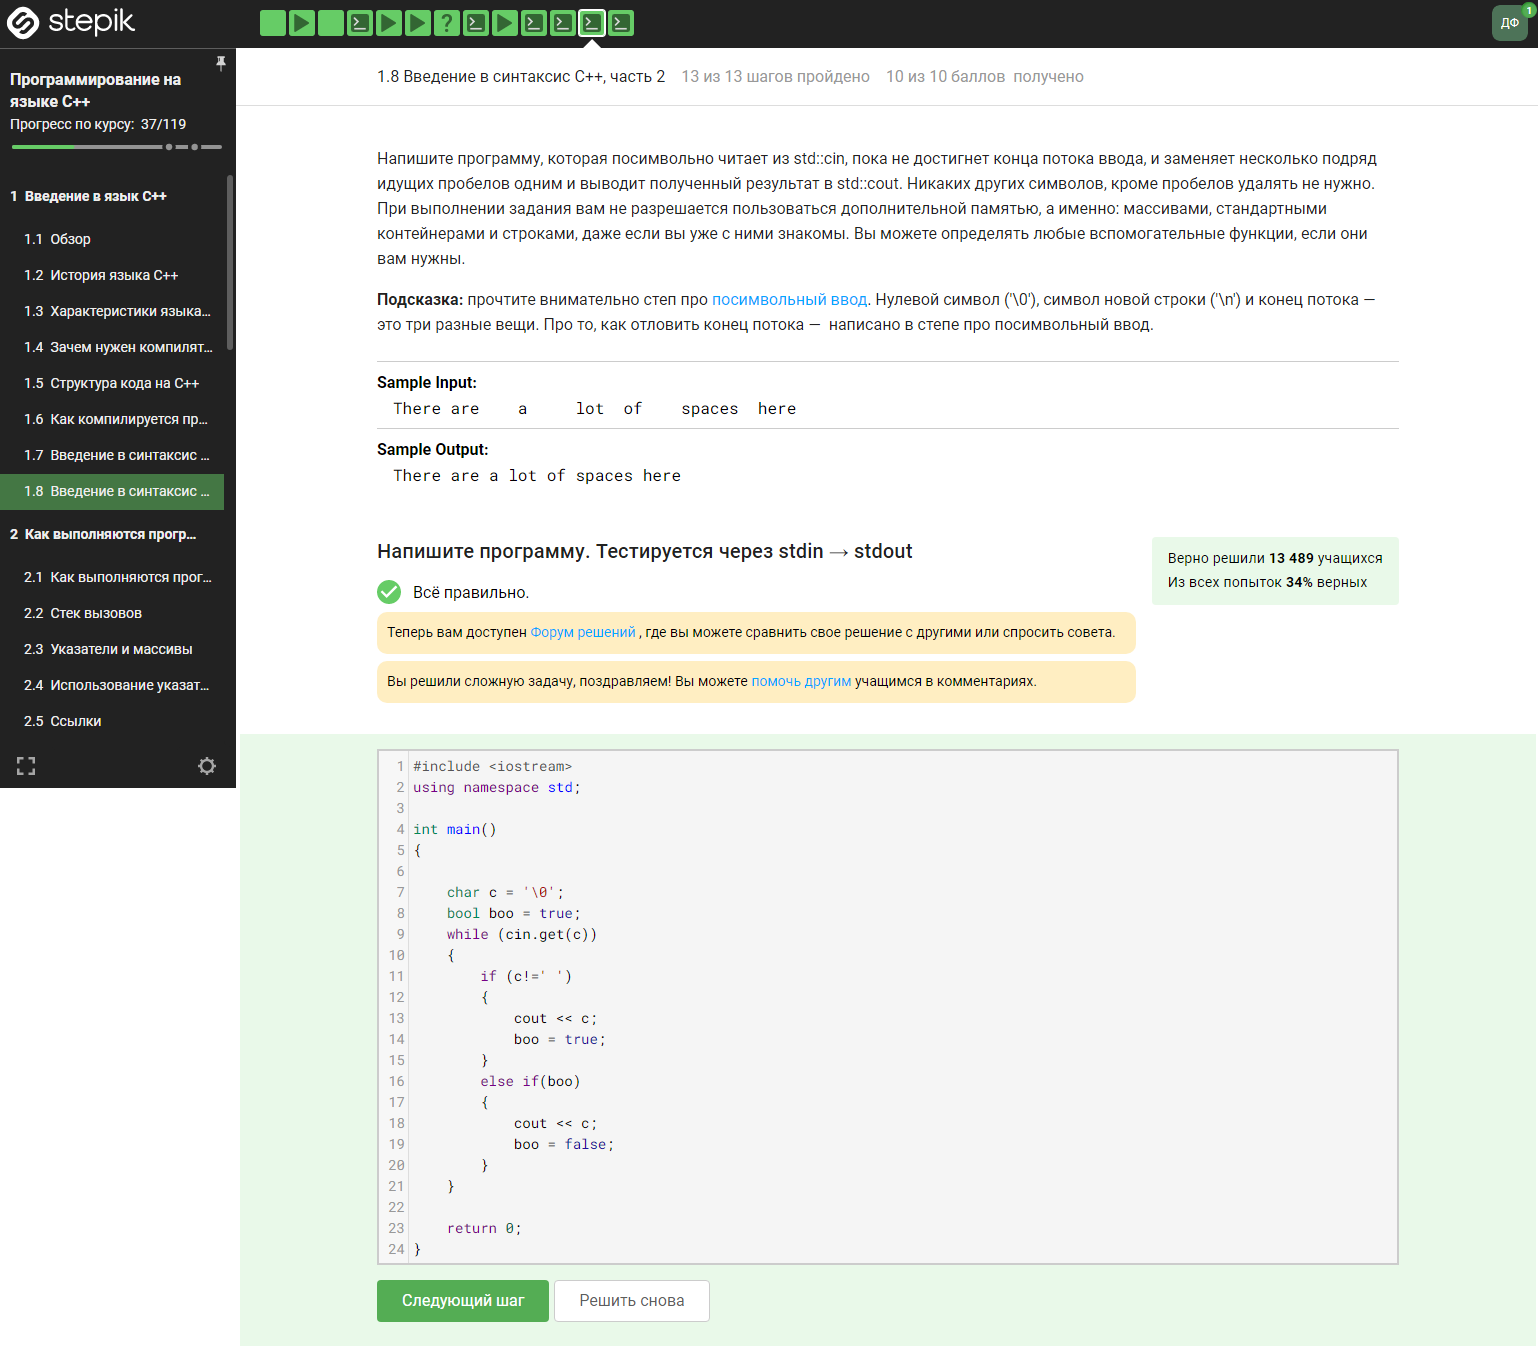 stepik
?
ДФ
1
Программирование на
языке C++
Прогресс по курсу: 37/119
1 Введение в язык C++
1.1 Обзор
1.2 История языка C++
1.3 Характеристики языка...
1.4 Зачем нужен компилят...
1.5 Структура кода на C++
1.6 Как компилируется пр...
1.7 Введение в синтаксис ...
1.8 Введение в синтаксис ...
2 Как выполняются прогр...
2.1 Как выполняются прог...
2.2 Стек вызовов
2.3 Указатели и массивы
2.4 Использование указат...
2.5 Ссылки
1.8 Введение в синтаксис C++, часть 2 13 из 13 шагов пройдено 10 из 10 баллов получено
Напишите программу, которая посимвольно читает из std::cin, пока не достигнет конца потока ввода, и заменяет несколько подряд
идущих пробелов одним и выводит полученный результат в std::cout. Никаких других символов, кроме пробелов удалять не нужно.
При выполнении задания вам не разрешается пользоваться дополнительной памятью, а именно: массивами, стандартными
контейнерами и строками, даже если вы уже с ними знакомы. Вы можете определять любые вспомогательные функции, если они
вам нужны.
Подсказка: прочтите внимательно степ про посимвольный ввод. Нулевой символ ('\0'), символ новой строки ('\n') и конец потока —
это три разные вещи. Про то, как отловить конец потока — написано в степе про посимвольный ввод.
Sample Input:
There are    a     lot  of    spaces  here
Sample Output:
There are a lot of spaces here
Напишите программу. Тестируется через stdin → stdout
Верно решили 13 489 учащихся
Из всех попыток 34% верных
Всё правильно.
Теперь вам доступен Форум решений , где вы можете сравнить свое решение с другими или спросить совета.
Вы решили сложную задачу, поздравляем! Вы можете помочь другим учащимся в комментариях.
1 #include <iostream>
2 using namespace std;
3
4 int main()
5 {
6
7     char c = '\0';
8     bool boo = true;
9     while (cin.get(c))
10     {
11         if (c!=' ')
12         {
13             cout << c;
14             boo = true;
15         }
16         else if(boo)
17         {
18             cout << c;
19             boo = false;
20         }
21     }
22
23     return 0;
24 }
Следующий шаг
Решить снова